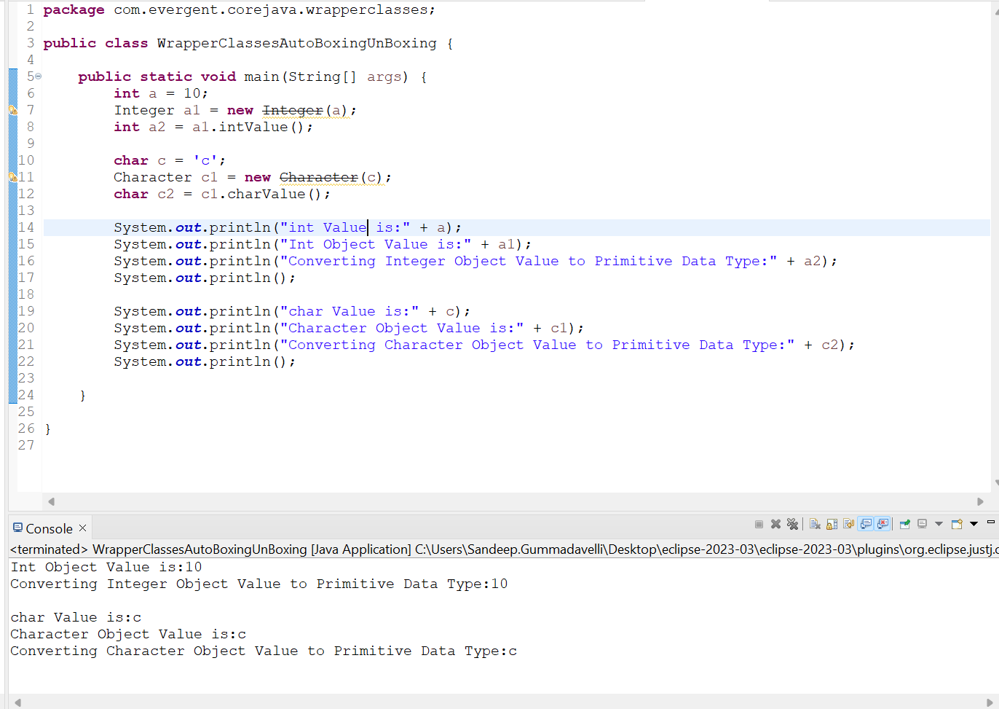 1 package com.evergent.corejava.wrapperclasses;
2
3 public class WrapperClassesAutoBoxingUnBoxing {
4
5 public static void main(String[] args) {
6 int a = 10;
7 Integer a1 = new Integer(a);
8 int a2 = a1.intValue();
9
10 char c = 'c';
11 Character c1 = new Character(c);
12 char c2 = c1.charValue();
13
14 System.out.println("int Value is:" + a);
15 System.out.println("Int Object Value is:" + a1);
16 System.out.println("Converting Integer Object Value to Primitive Data Type:" + a2);
17 System.out.println();
18
19 System.out.println("char Value is:" + c);
20 System.out.println("Character Object Value is:" + c1);
21 System.out.println("Converting Character Object Value to Primitive Data Type:" + c2);
22 System.out.println();
23
24 }
25
26 }
27
Console
<terminated> WrapperClassesAutoBoxingUnBoxing [Java Application] C:\Users\Sandeep.Gummadavelli\Desktop\eclipse-2023-03\eclipse-2023-03\plugins\org.eclipse.justj.
Int Object Value is:10
Converting Integer Object Value to Primitive Data Type:10
char Value is:c
Character Object Value is:c
Converting Character Object Value to Primitive Data Type:c